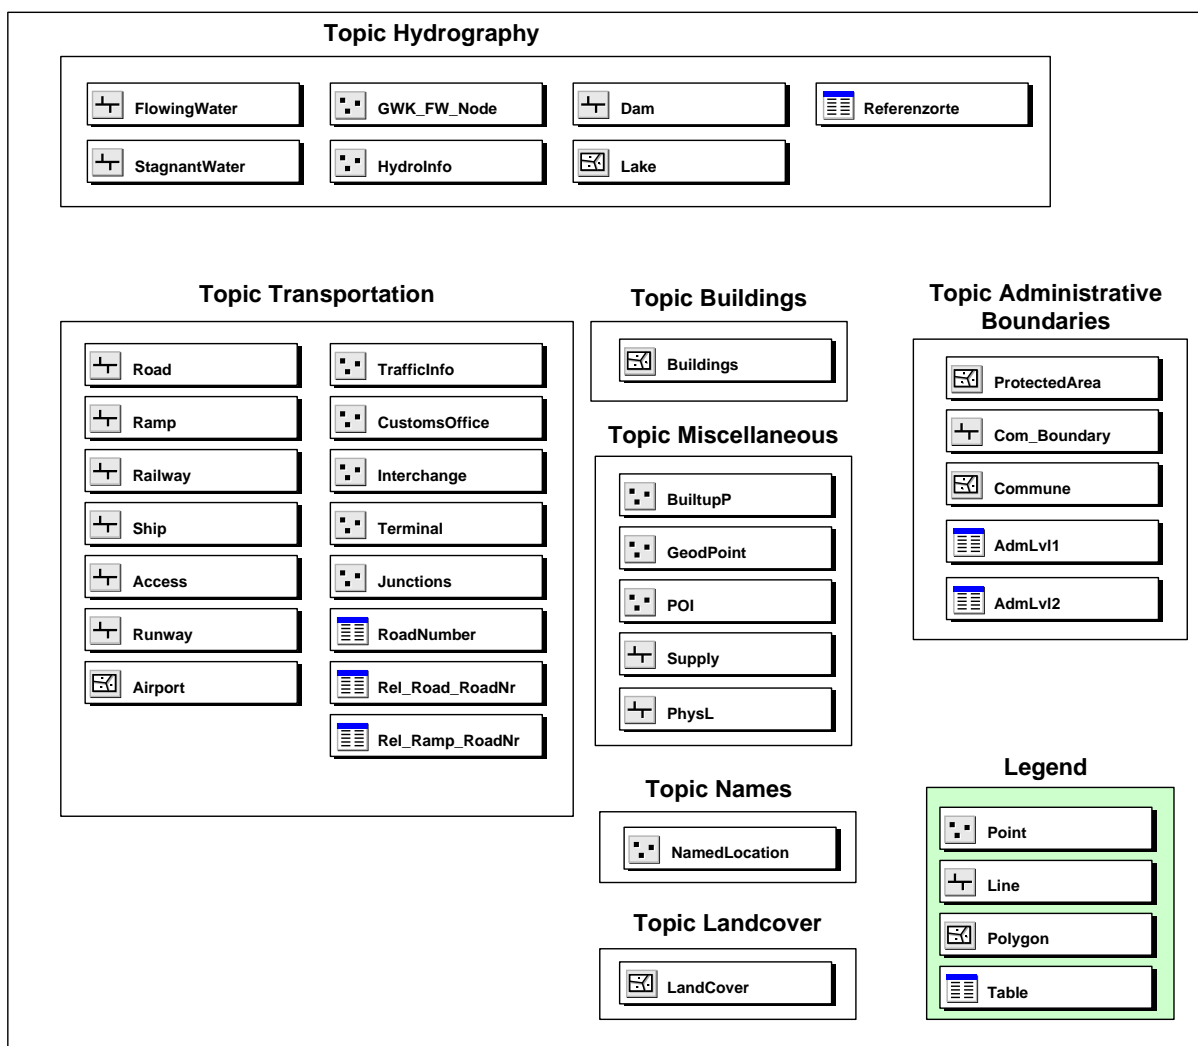 Topic Hydrography
FlowingWater
GWK_FW_Node
Dam
Referenzorte
StagnantWater
HydroInfo
Lake
Topic Transportation
Road
TrafficInfo
Ramp
CustomsOffice
Railway
Interchange
Ship
Terminal
Access
Junctions
Runway
RoadNumber
Airport
Rel_Road_RoadNr
Rel_Ramp_RoadNr
Topic Buildings
Buildings
Topic Miscellaneous
BuiltupP
GeodPoint
POI
Supply
PhysL
Topic Names
NamedLocation
Topic Landcover
LandCover
Topic Administrative
Boundaries
ProtectedArea
Com_Boundary
Commune
AdmLvl1
AdmLvl2
Legend
Point
Line
Polygon
Table